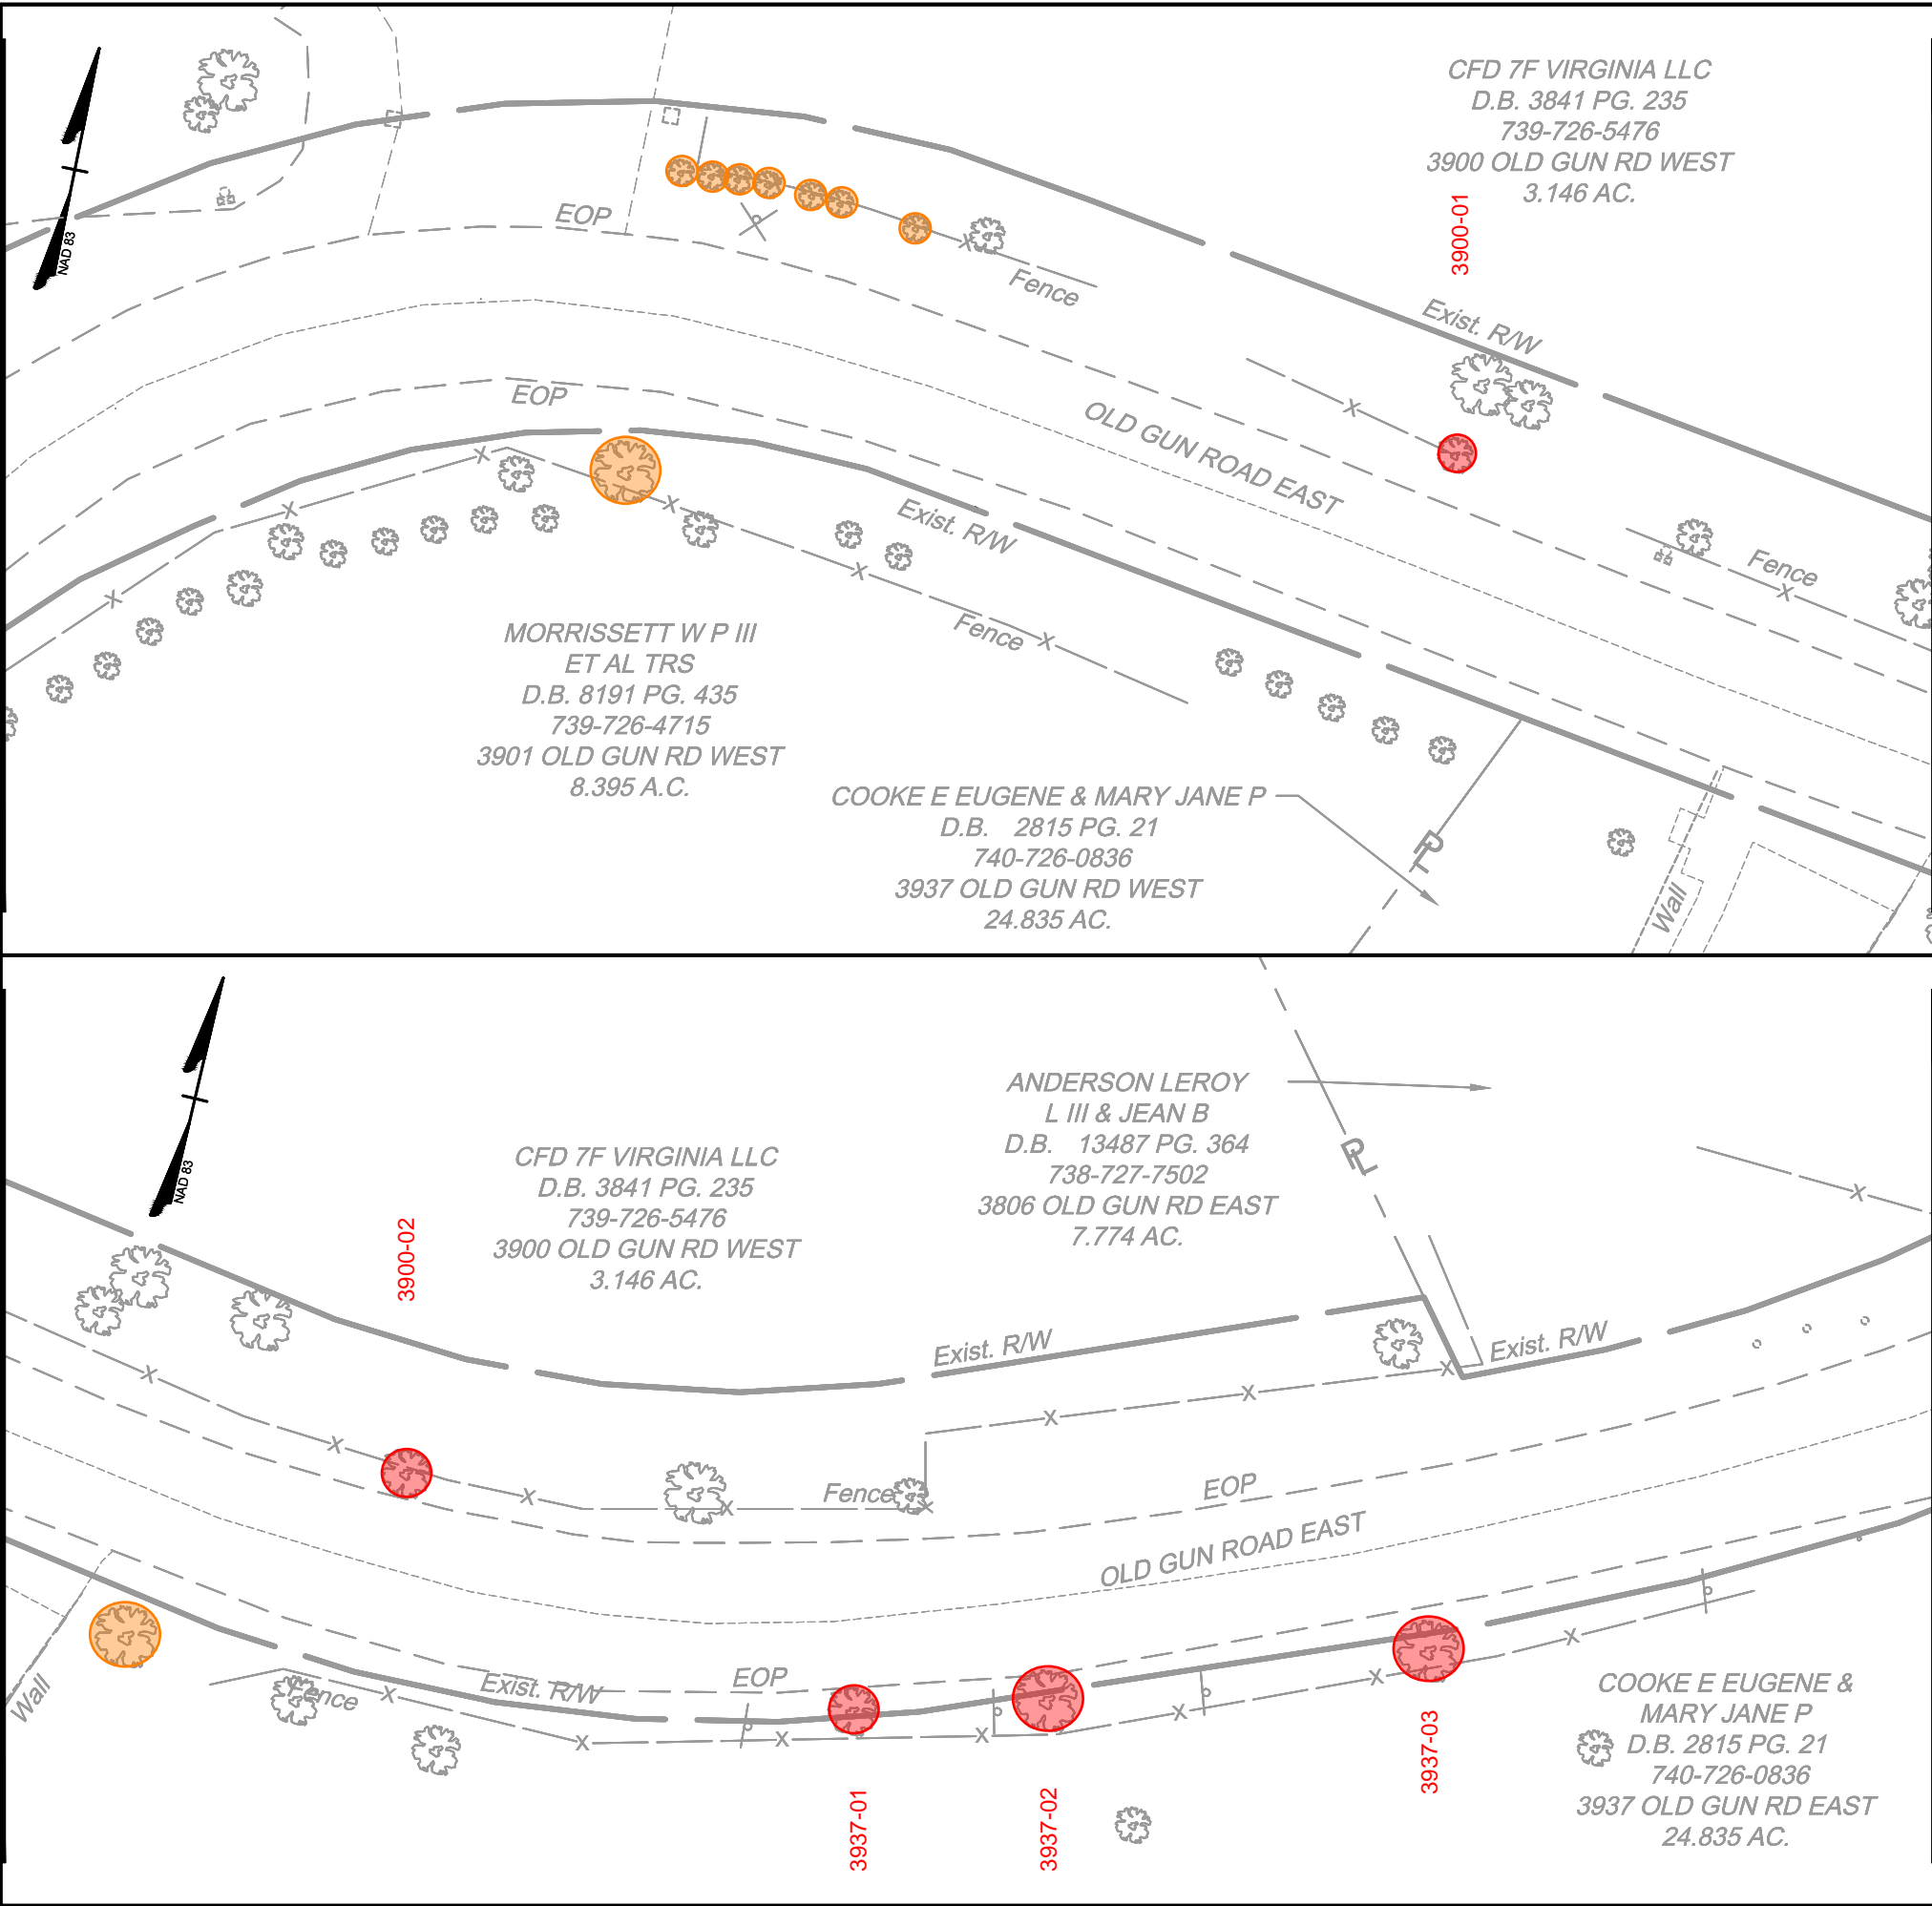 CFD 7F VIRGINIA LLC
D.B. 3841 PG. 235
739-726-5476
3900 OLD GUN RD WEST
3.146 AC.
3900-01
NAD 83
EOP
Fence
Exist. R/W
EOP
OLD GUN ROAD EAST
Exist. R/W
Fence
Fence
MORRISSETT W P III
ET AL TRS
D.B. 8191 PG. 435
739-726-4715
3901 OLD GUN RD WEST
8.395 A.C.
COOKE E EUGENE & MARY JANE P
D.B. 2815 PG. 21
740-726-0836
3937 OLD GUN RD WEST
24.835 AC.
PL
Wall
NAD 83
ANDERSON LEROY
L III & JEAN B
D.B. 13487 PG. 364
738-727-7502
3806 OLD GUN RD EAST
7.774 AC.
PL
CFD 7F VIRGINIA LLC
D.B. 3841 PG. 235
739-726-5476
3900 OLD GUN RD WEST
3.146 AC.
3900-02
Exist. R/W
Exist. R/W
Fence
EOP
OLD GUN ROAD EAST
Wall
Fence
Exist. R/W
EOP
3937-01
3937-02
3937-03
COOKE E EUGENE &
MARY JANE P
D.B. 2815 PG. 21
740-726-0836
3937 OLD GUN RD EAST
24.835 AC.